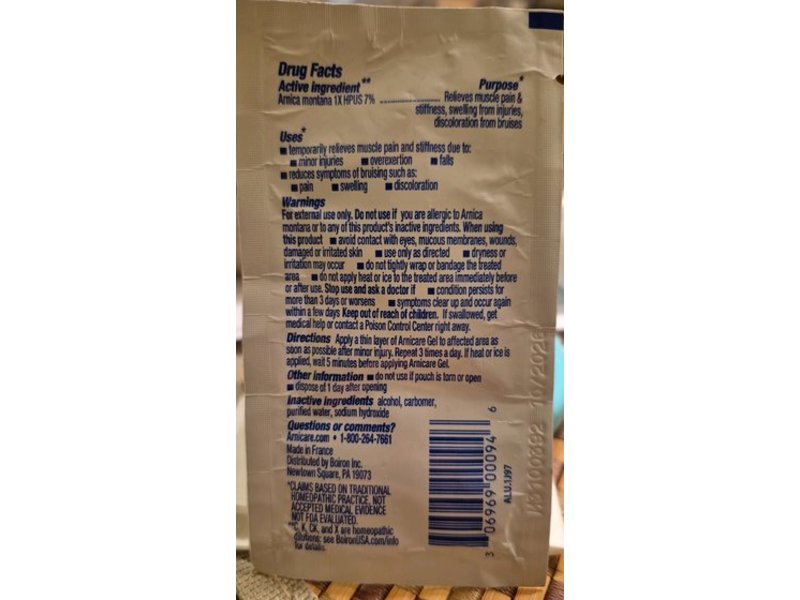 Drug Facts
Active ingredient** Purpose*
Arnica montana 1X HPUS 7% ........................ Relieves muscle pain &
stiffness, swelling from injuries,
discoloration from bruises
Uses*
■ temporarily relieves muscle pain and stiffness due to:
■ minor injuries ■ overexertion ■ falls
■ reduces symptoms of bruising such as:
■ pain ■ swelling ■ discoloration
Warnings
For external use only. Do not use if you are allergic to Arnica
montana or to any of this product's inactive ingredients. When using
this product ■ avoid contact with eyes, mucous membranes, wounds,
damaged or irritated skin ■ use only as directed ■ dryness or
irritation may occur ■ do not tightly wrap or bandage the treated
area ■ do not apply heat or ice to the treated area immediately before
or after use. Stop use and ask a doctor if ■ condition persists for
more than 3 days or worsens ■ symptoms clear up and occur again
within a few days Keep out of reach of children. If swallowed, get
medical help or contact a Poison Control Center right away.
Directions Apply a thin layer of Arnicare Gel to affected area as
soon as possible after minor injury. Repeat 3 times a day. If heat or ice is
applied, wait 5 minutes before applying Arnicare Gel.
Other information ■ do not use if pouch is torn or open
■ dispose of 1 day after opening
Inactive ingredients alcohol, carbomer,
purified water, sodium hydroxide
Questions or comments?
Arnicare.com • 1-800-264-7661
Made in France
Distributed by Boiron Inc.
Newtown Square, PA 19073
*CLAIMS BASED ON TRADITIONAL
HOMEOPATHIC PRACTICE, NOT
ACCEPTED MEDICAL EVIDENCE.
NOT FDA EVALUATED.
**C, K, CK, and X are homeopathic
dilutions: see BoironUSA.com/info
for details.
3 06969 00094 6
ALU.1J97
10/2026